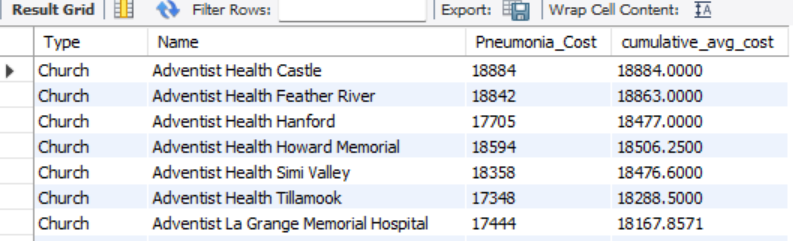 Result Grid Filter Rows: Export: Wrap Cell Content: IA
Type Name Pneumonia_Cost cumulative_avg_cost
Church Adventist Health Castle 18884 18884.0000
Church Adventist Health Feather River 18842 18863.0000
Church Adventist Health Hanford 17705 18477.0000
Church Adventist Health Howard Memorial 18594 18506.2500
Church Adventist Health Simi Valley 18358 18476.6000
Church Adventist Health Tillamook 17348 18288.5000
Church Adventist La Grange Memorial Hospital 17444 18167.8571